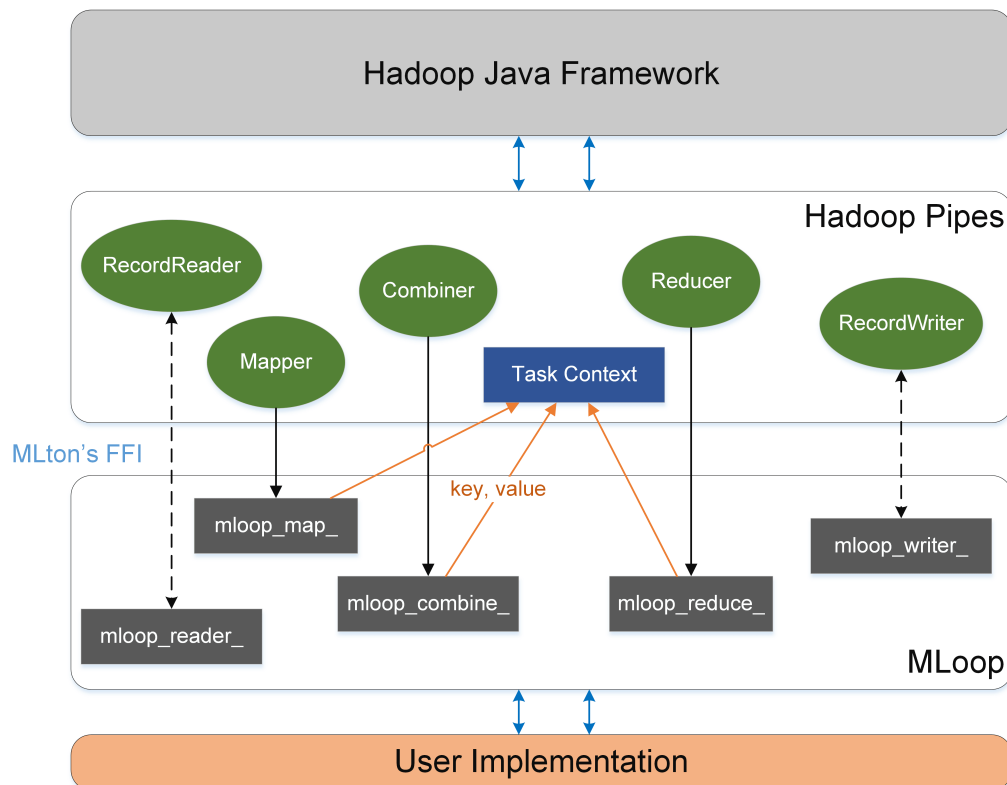 Hadoop Java Framework
Hadoop Pipes
RecordReader
Combiner
Reducer
RecordWriter
Mapper
Task Context
MLton's FFI
key, value
mloop_map_
mloop_writer_
mloop_combine_
mloop_reduce_
mloop_reader_
MLoop
User Implementation